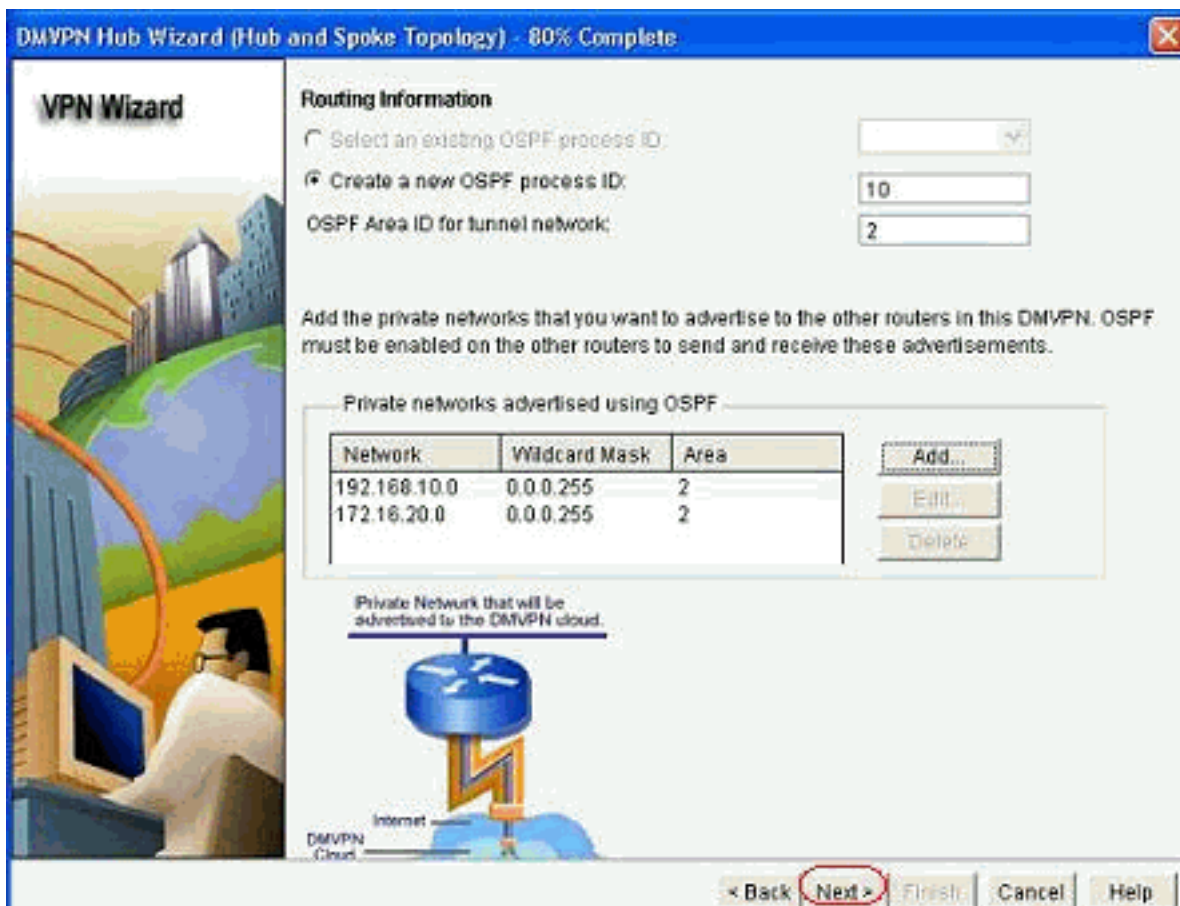 DMVPN Hub Wizard (Hub and Spoke Topology) - 80% Complete
VPN Wizard
Routing Information
Select an existing OSPF process ID:
Create a new OSPF process ID:
10
OSPF Area ID for tunnel network:
2
Add the private networks that you want to advertise to the other routers in this DMVPN. OSPF
must be enabled on the other routers to send and receive these advertisements.
Private networks advertised using OSPF
Network Wildcard Mask Area
192.168.10.0 0.0.0.255 2
172.16.20.0 0.0.0.255 2
Add...
Edit...
Delete
Private Network that will be
advertised to the DMVPN cloud.
Internet
DMVPN
Cloud
< Back Next > Finish Cancel Help